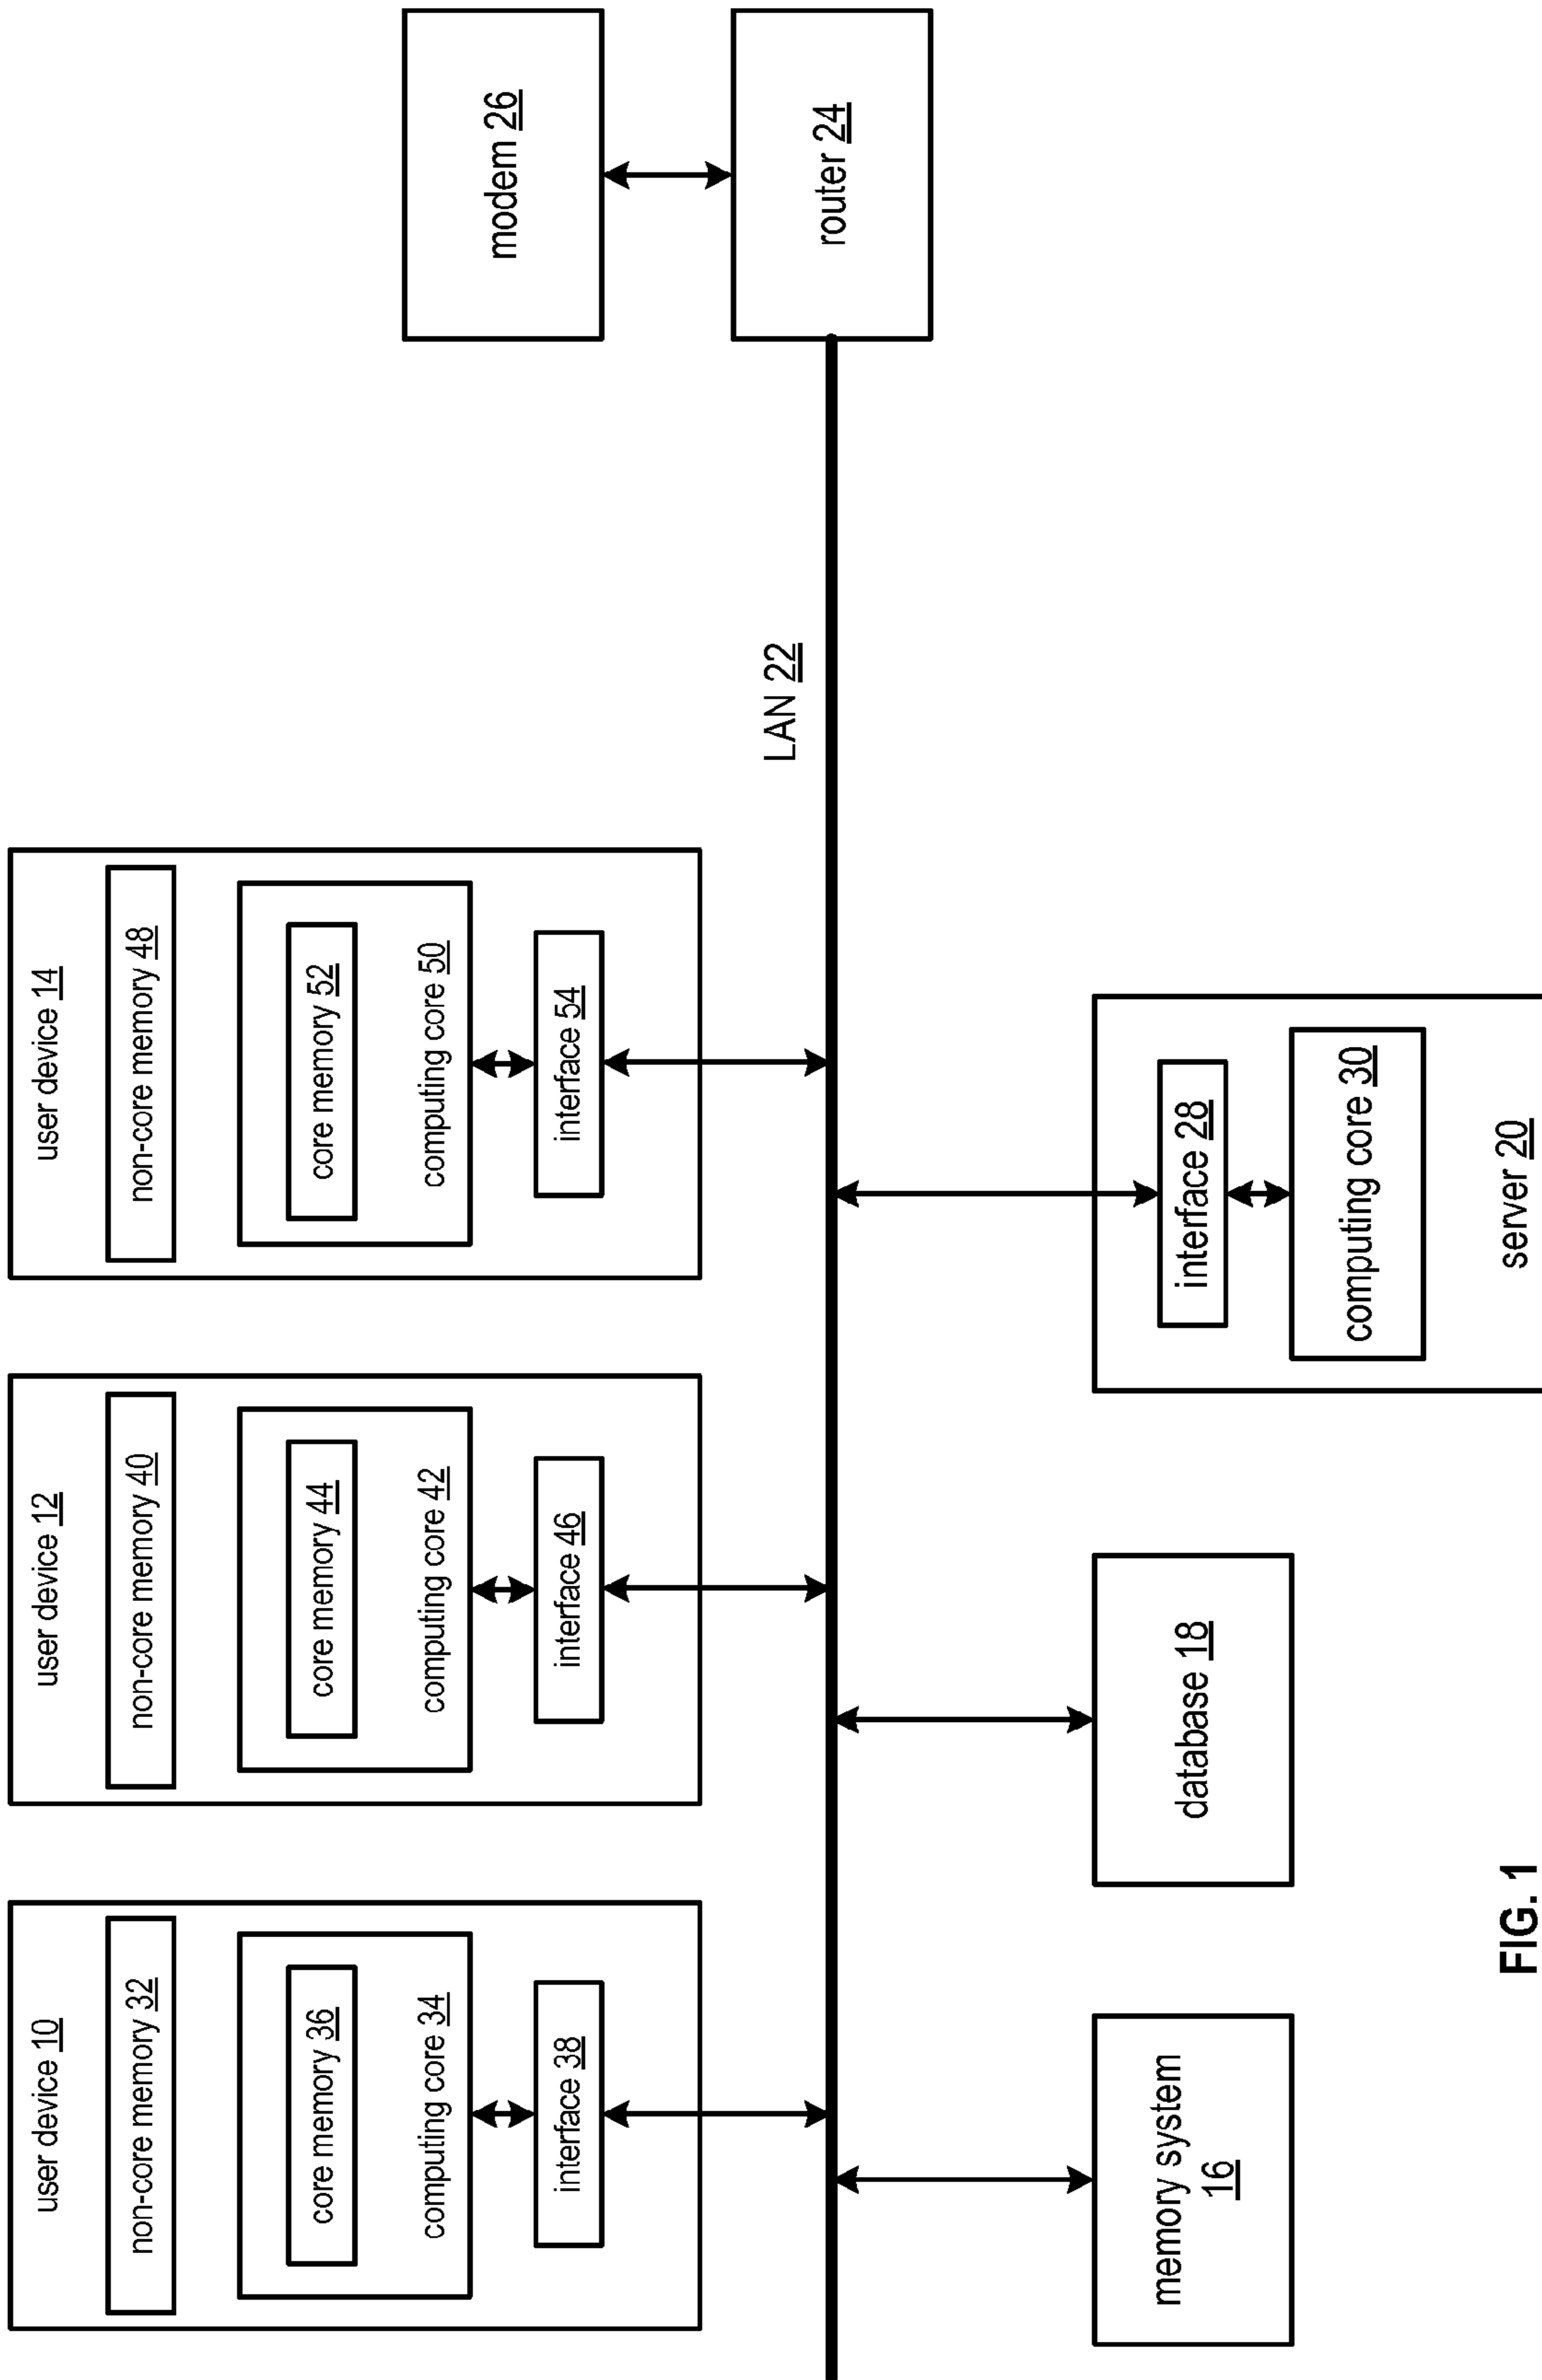 user device 10
non-core memory 32
core memory 36
computing core 34
interface 38
user device 12
non-core memory 40
core memory 44
computing core 42
interface 46
user device 14
non-core memory 48
core memory 52
computing core 50
interface 54
modem 26
router 24
LAN 22
memory system
16
database 18
interface 28
computing core 30
server 20
FIG. 1